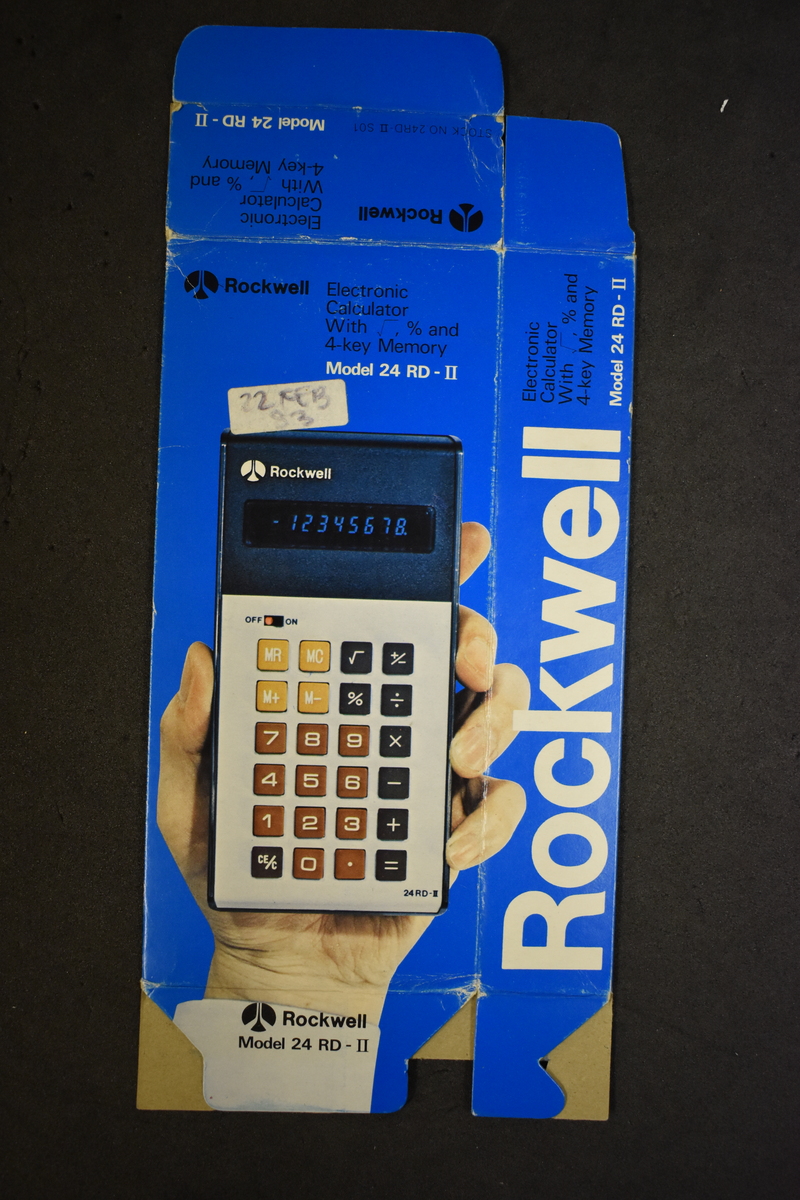 Model 24 RD - II
STOCK NO.24RD-II S01
Electronic
Calculator
With √, % and
4-key Memory
Rockwell
Rockwell
Electronic
Calculator
With √, % and
4-key Memory
Model 24 RD - II
22 FEB
83
Rockwell
- 12345678.
OFF ON
MR MC √ +/-
M+ M- % ÷
7 8 9 ×
4 5 6 −
1 2 3 +
CE/C 0 · =
24 RD-II
Rockwell
Model 24 RD - II
Electronic
Calculator
With √, % and
4-key Memory
Model 24 RD - II
Rockwell